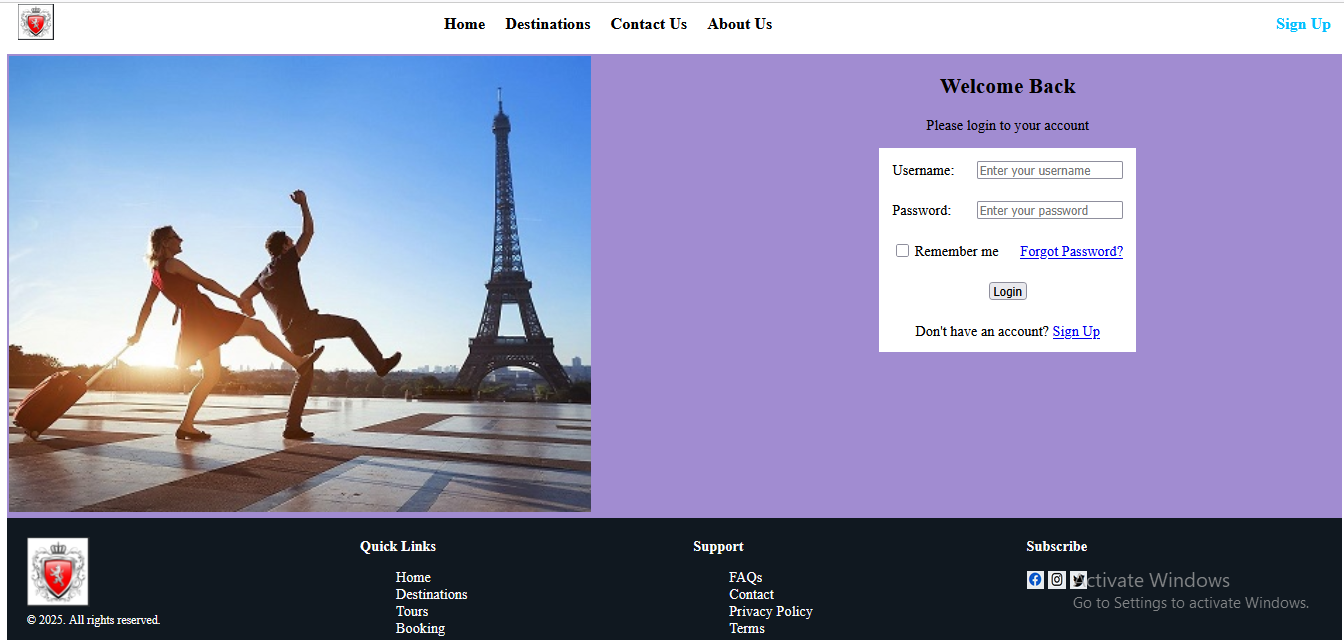 Home Destinations Contact Us About Us Sign Up
Welcome Back
Please login to your account
Username: Enter your username
Password: Enter your password
Remember me Forgot Password?
Login
Don't have an account? Sign Up
© 2025. All rights reserved.
Quick Links
Home
Destinations
Tours
Booking
Support
FAQs
Contact
Privacy Policy
Terms
Subscribe
ctivate Windows
Go to Settings to activate Windows.